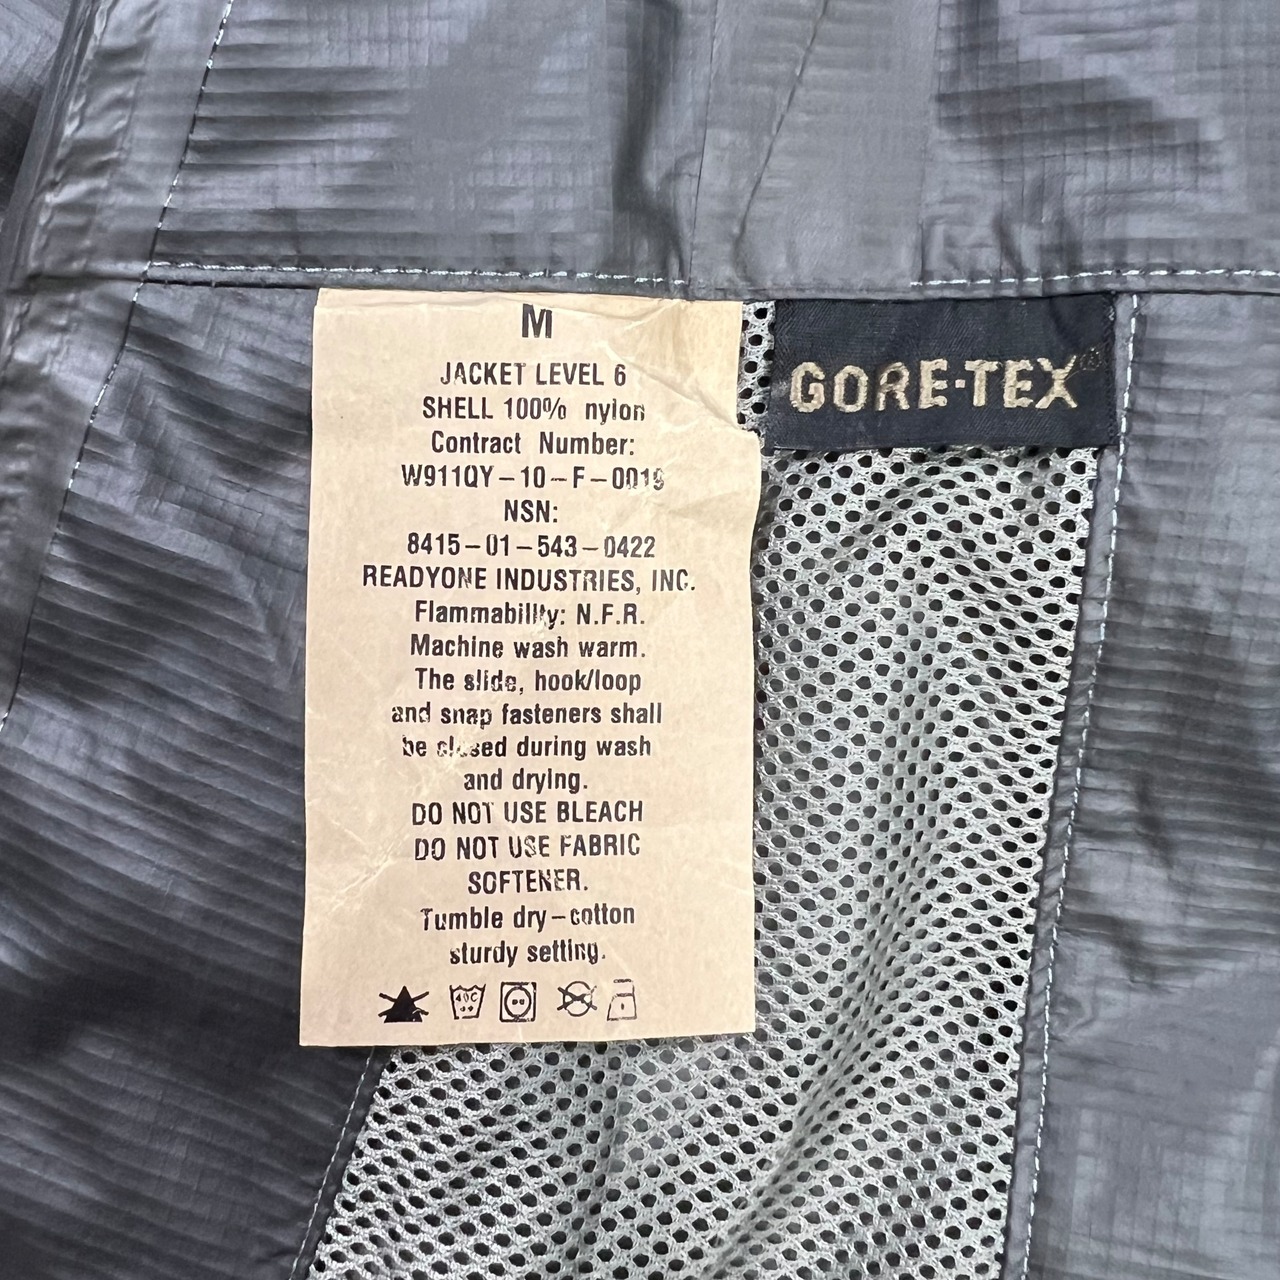 M
JACKET LEVEL 6
SHELL 100% nylon
Contract Number:
W911QY-10-F-0019
NSN:
8415-01-543-0422
READYONE INDUSTRIES, INC.
Flammability: N.F.R.
Machine wash warm.
The slide, hook/loop
and snap fasteners shall
be closed during wash
and drying.
DO NOT USE BLEACH
DO NOT USE FABRIC
SOFTENER.
Tumble dry-cotton
sturdy setting.
40C
GORE-TEX®